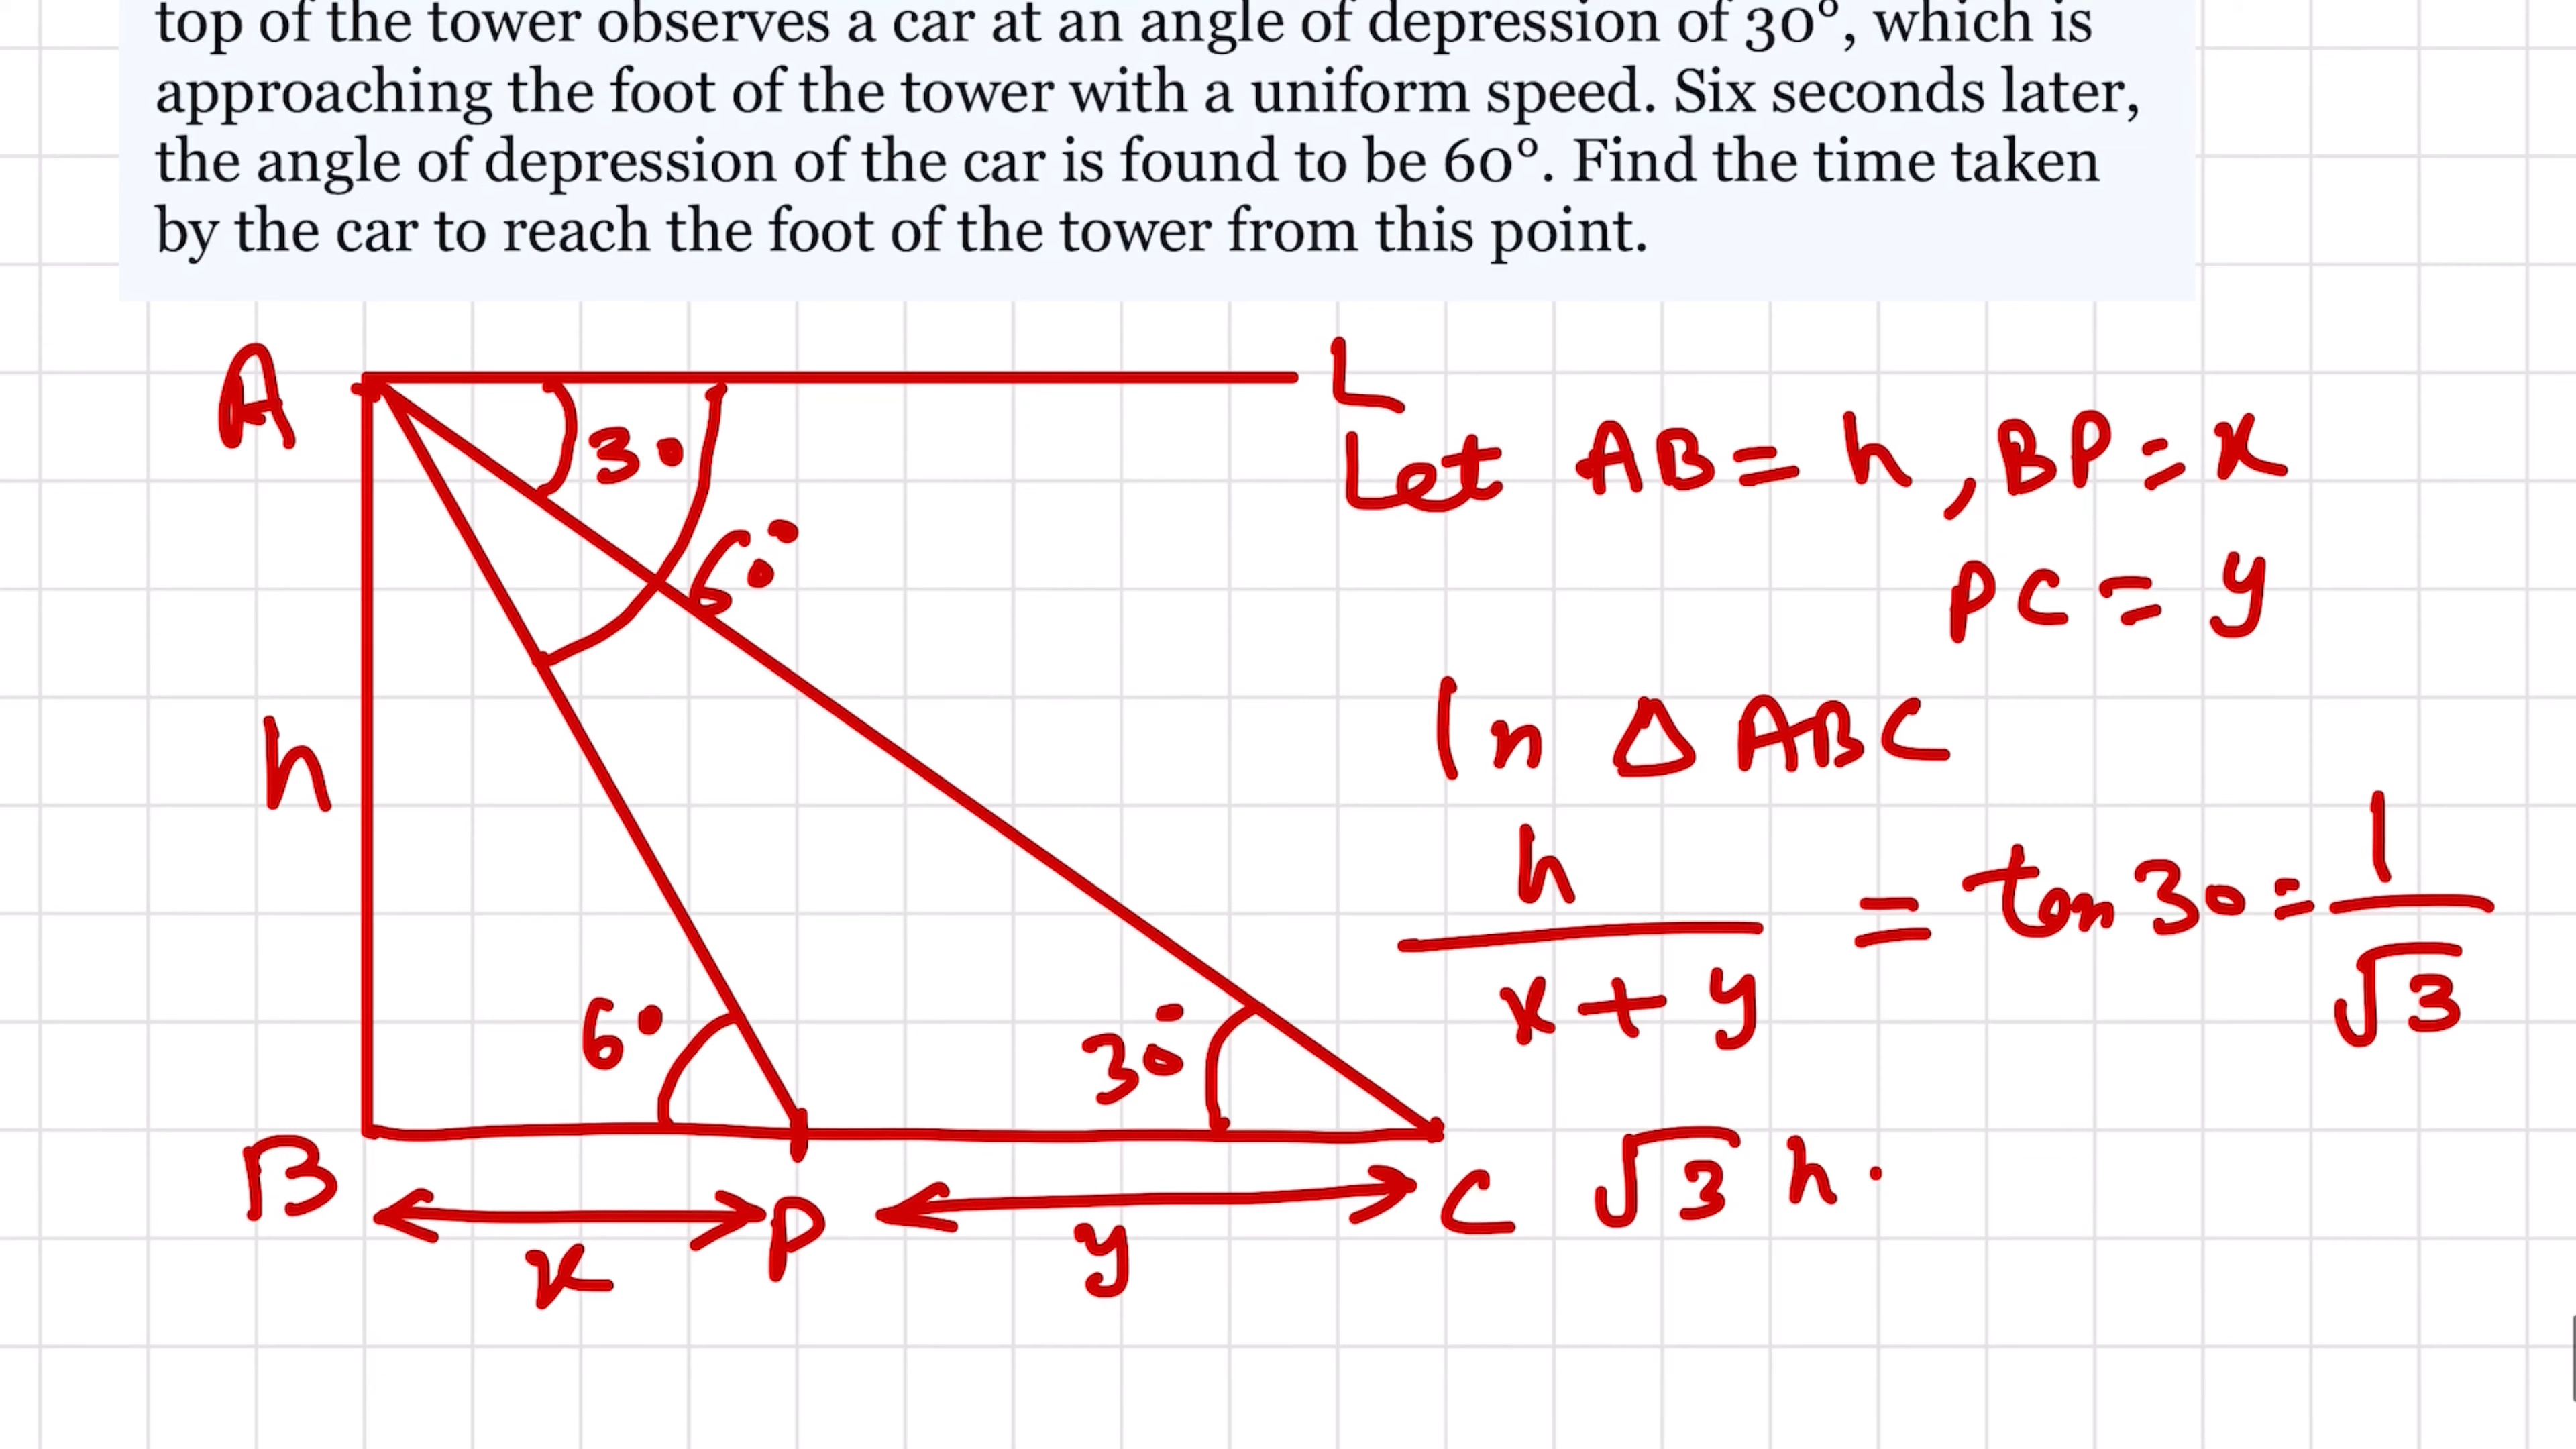 top of the tower observes a car at an angle of depression of 30°, which is
approaching the foot of the tower with a uniform speed. Six seconds later,
the angle of depression of the car is found to be 60°. Find the time taken
by the car to reach the foot of the tower from this point.
A
L
30
60°
Let AB = h, BP = x
PC = y
h
In △ ABC
h
x + y
= tan 30 = 1
√3
60
30°
B
x
P
y
C
√3 h ·